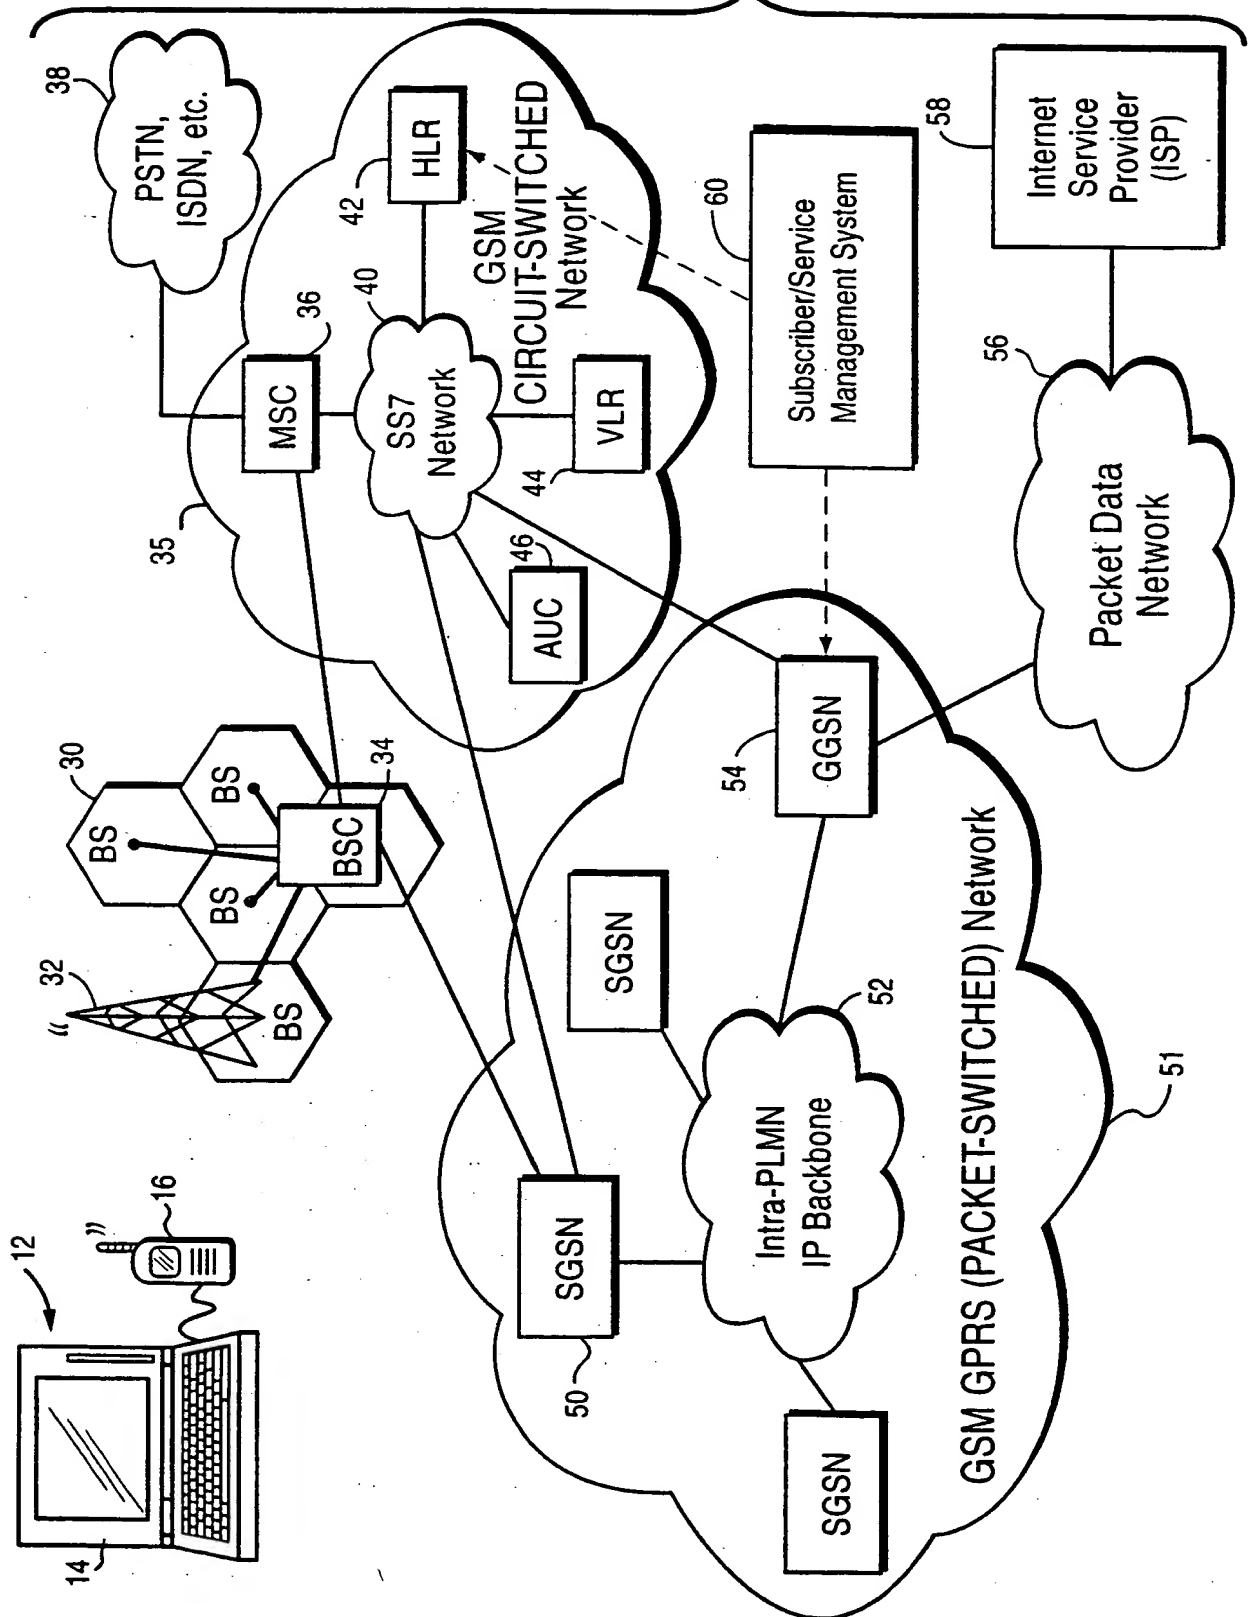 12
14
16
32
BS
BS
BS
BS
30
BSC
34
35
38
PSTN,
ISDN, etc.
MSC
36
SS7
Network
40
HLR
42
VLR
44
AUC
46
GSM
CIRCUIT-SWITCHED
Network
SGSN
50
SGSN
SGSN
Intra-PLMN
IP Backbone
52
GGSN
54
GSM GPRS (PACKET-SWITCHED) Network
51
Subscriber/Service
Management System
60
Packet Data
Network
56
Internet
Service
Provider
(ISP)
58